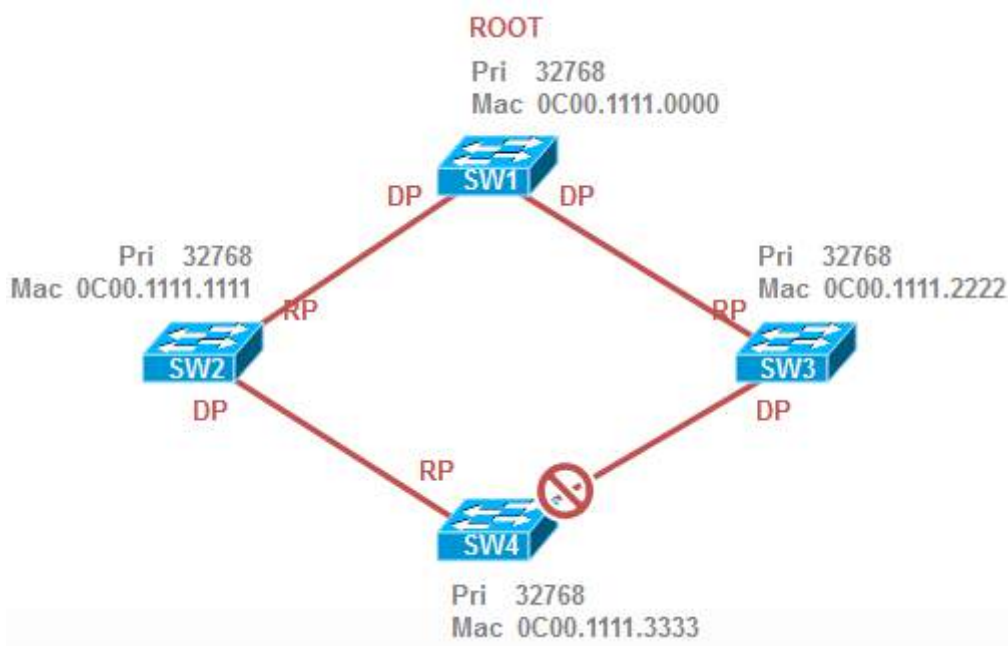 ROOT
Pri 32768
Mac 0C00.1111.0000
SW1
DP
DP
Pri 32768
Mac 0C00.1111.1111
Pri 32768
Mac 0C00.1111.2222
RP
RP
SW2
SW3
DP
DP
RP
SW4
Pri 32768
Mac 0C00.1111.3333